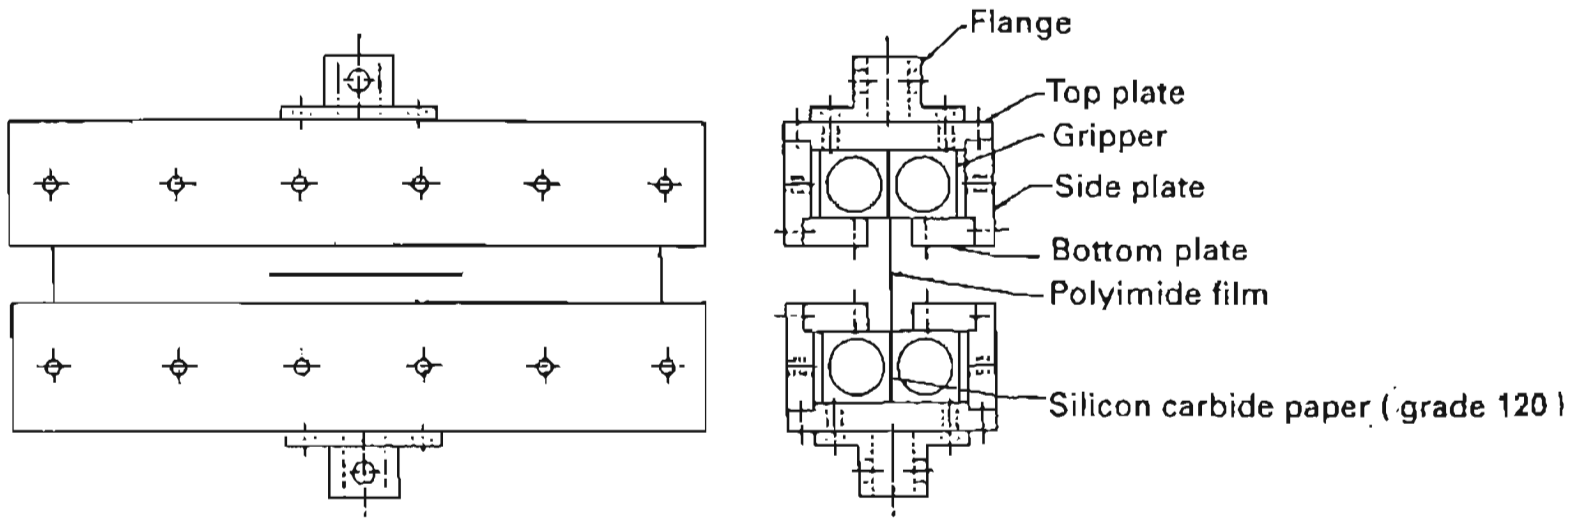 Flange
Top plate
Gripper
Side plate
Bottom plate
Polyimide film
Silicon carbide paper (grade 120)